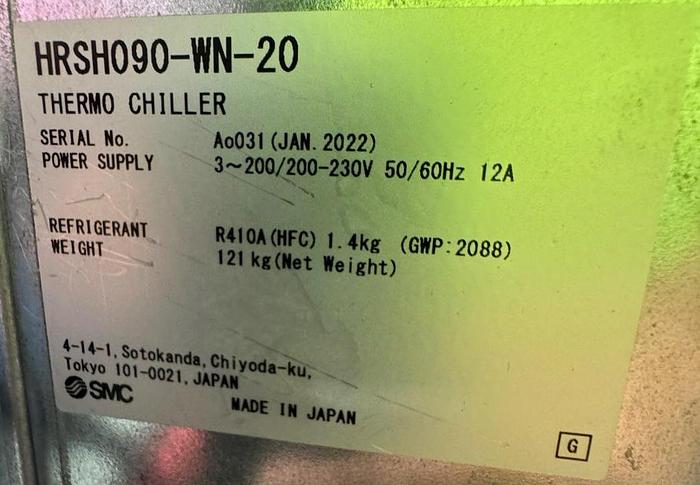 HRSH090-WN-20
THERMO CHILLER
SERIAL No. Ao031(JAN.2022)
POWER SUPPLY 3~200/200-230V 50/60Hz 12A
REFRIGERANT R410A(HFC) 1.4kg (GWP:2088)
WEIGHT 121kg(Net Weight)
4-14-1,Sotokanda,Chiyoda-ku,
Tokyo 101-0021,JAPAN
SMC
MADE IN JAPAN
G